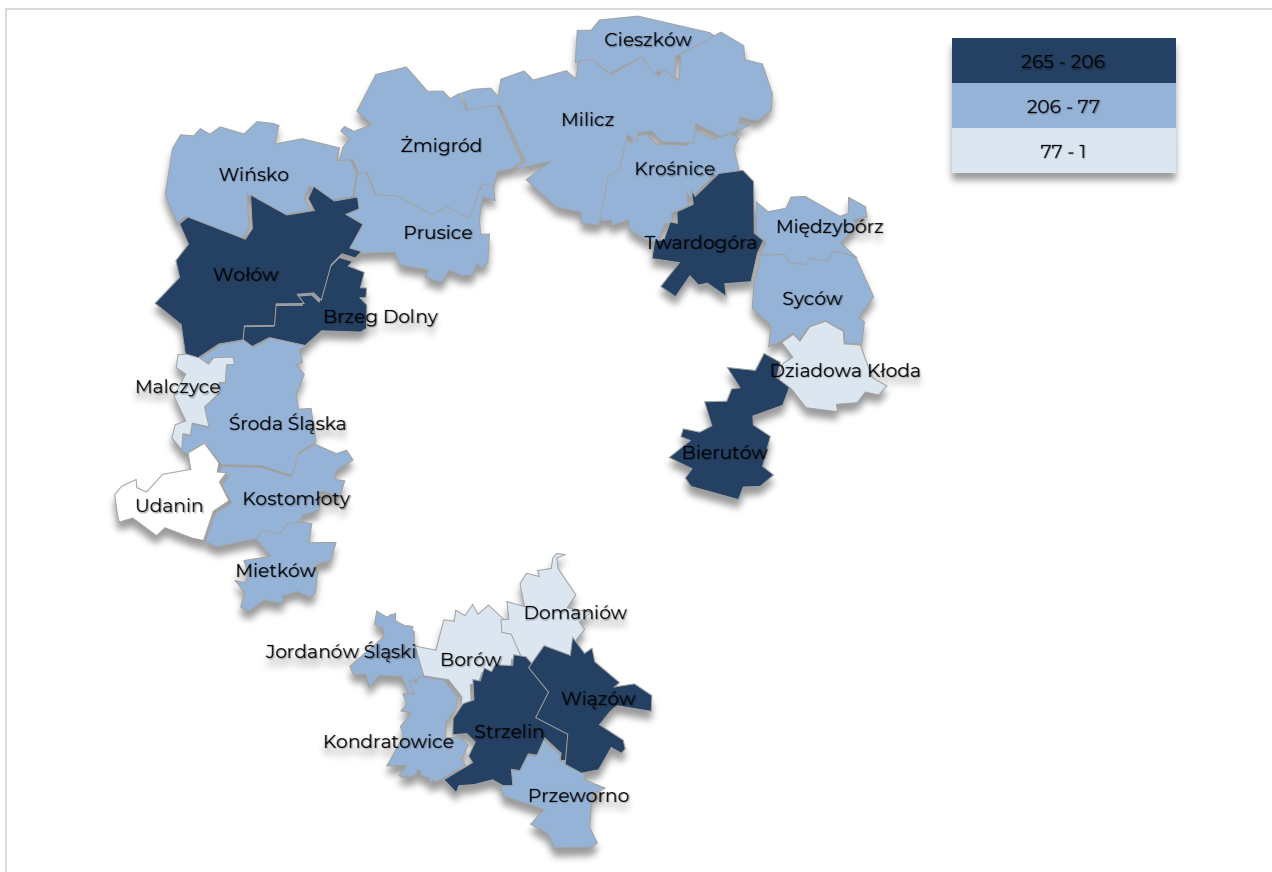 Cieszków
265 - 206
206 - 77
77 - 1
Milicz
Żmigród
Krośnice
Wińsko
Międzybórz
Prusice
Twardogóra
Wołów
Syców
Brzeg Dolny
Dziadowa Kłoda
Malczyce
Środa Śląska
Bierutów
Kostomłoty
Udanin
Mietków
Domaniów
Jordanów Śląski
Borów
Wiązów
Strzelin
Kondratowice
Przeworno